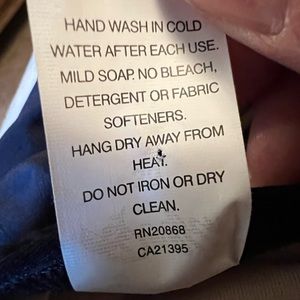 HAND WASH IN COLD
WATER AFTER EACH USE.
MILD SOAP. NO BLEACH,
DETERGENT OR FABRIC
SOFTENERS.
HANG DRY AWAY FROM
HEAT.
DO NOT IRON OR DRY
CLEAN.
RN20868
CA21395